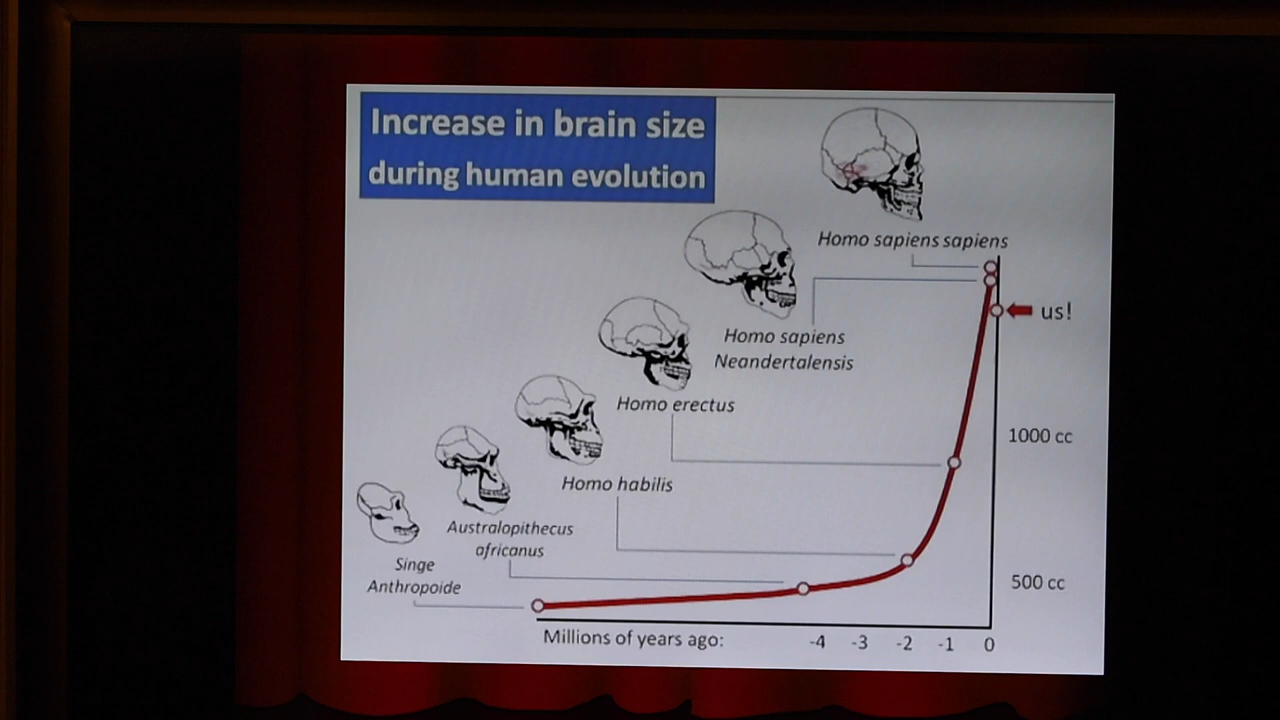 Increase in brain size
during human evolution
Homo sapiens sapiens
us!
Homo sapiens
Neandertalensis
Homo erectus
1000 cc
Homo habilis
Australopithecus
africanus
Singe
Anthropoide
500 cc
Millions of years ago: -4 -3 -2 -1 0